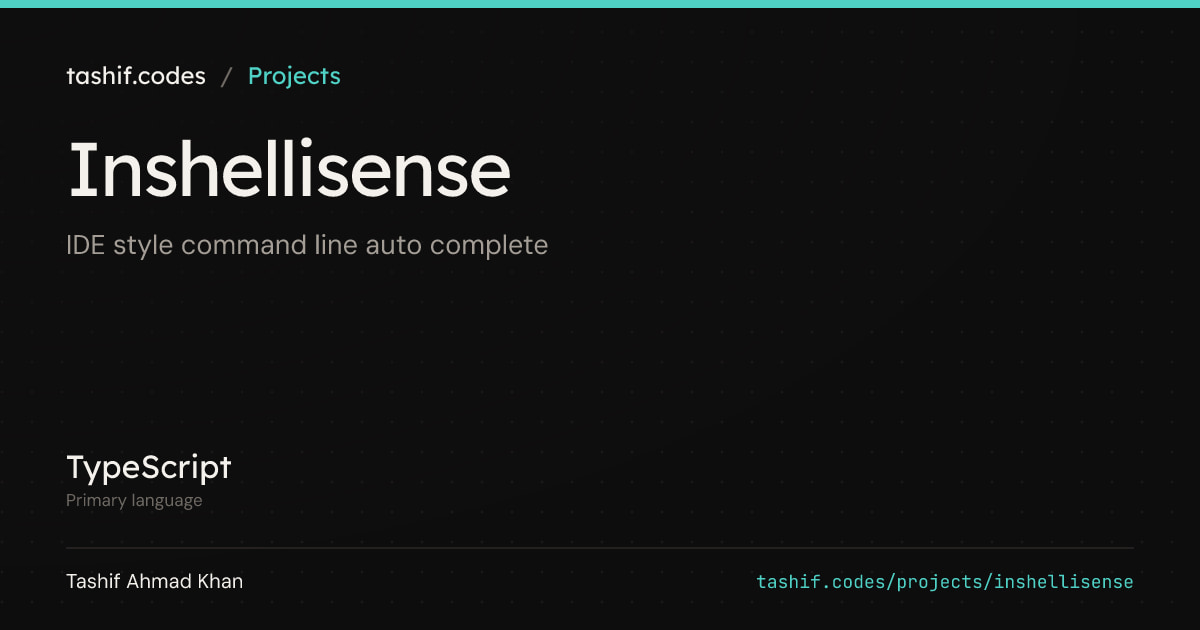 tashif.codes / Projects
Inshellisense
IDE style command line auto complete
TypeScript
Primary language
Tashif Ahmad Khan
tashif.codes/projects/inshellisense